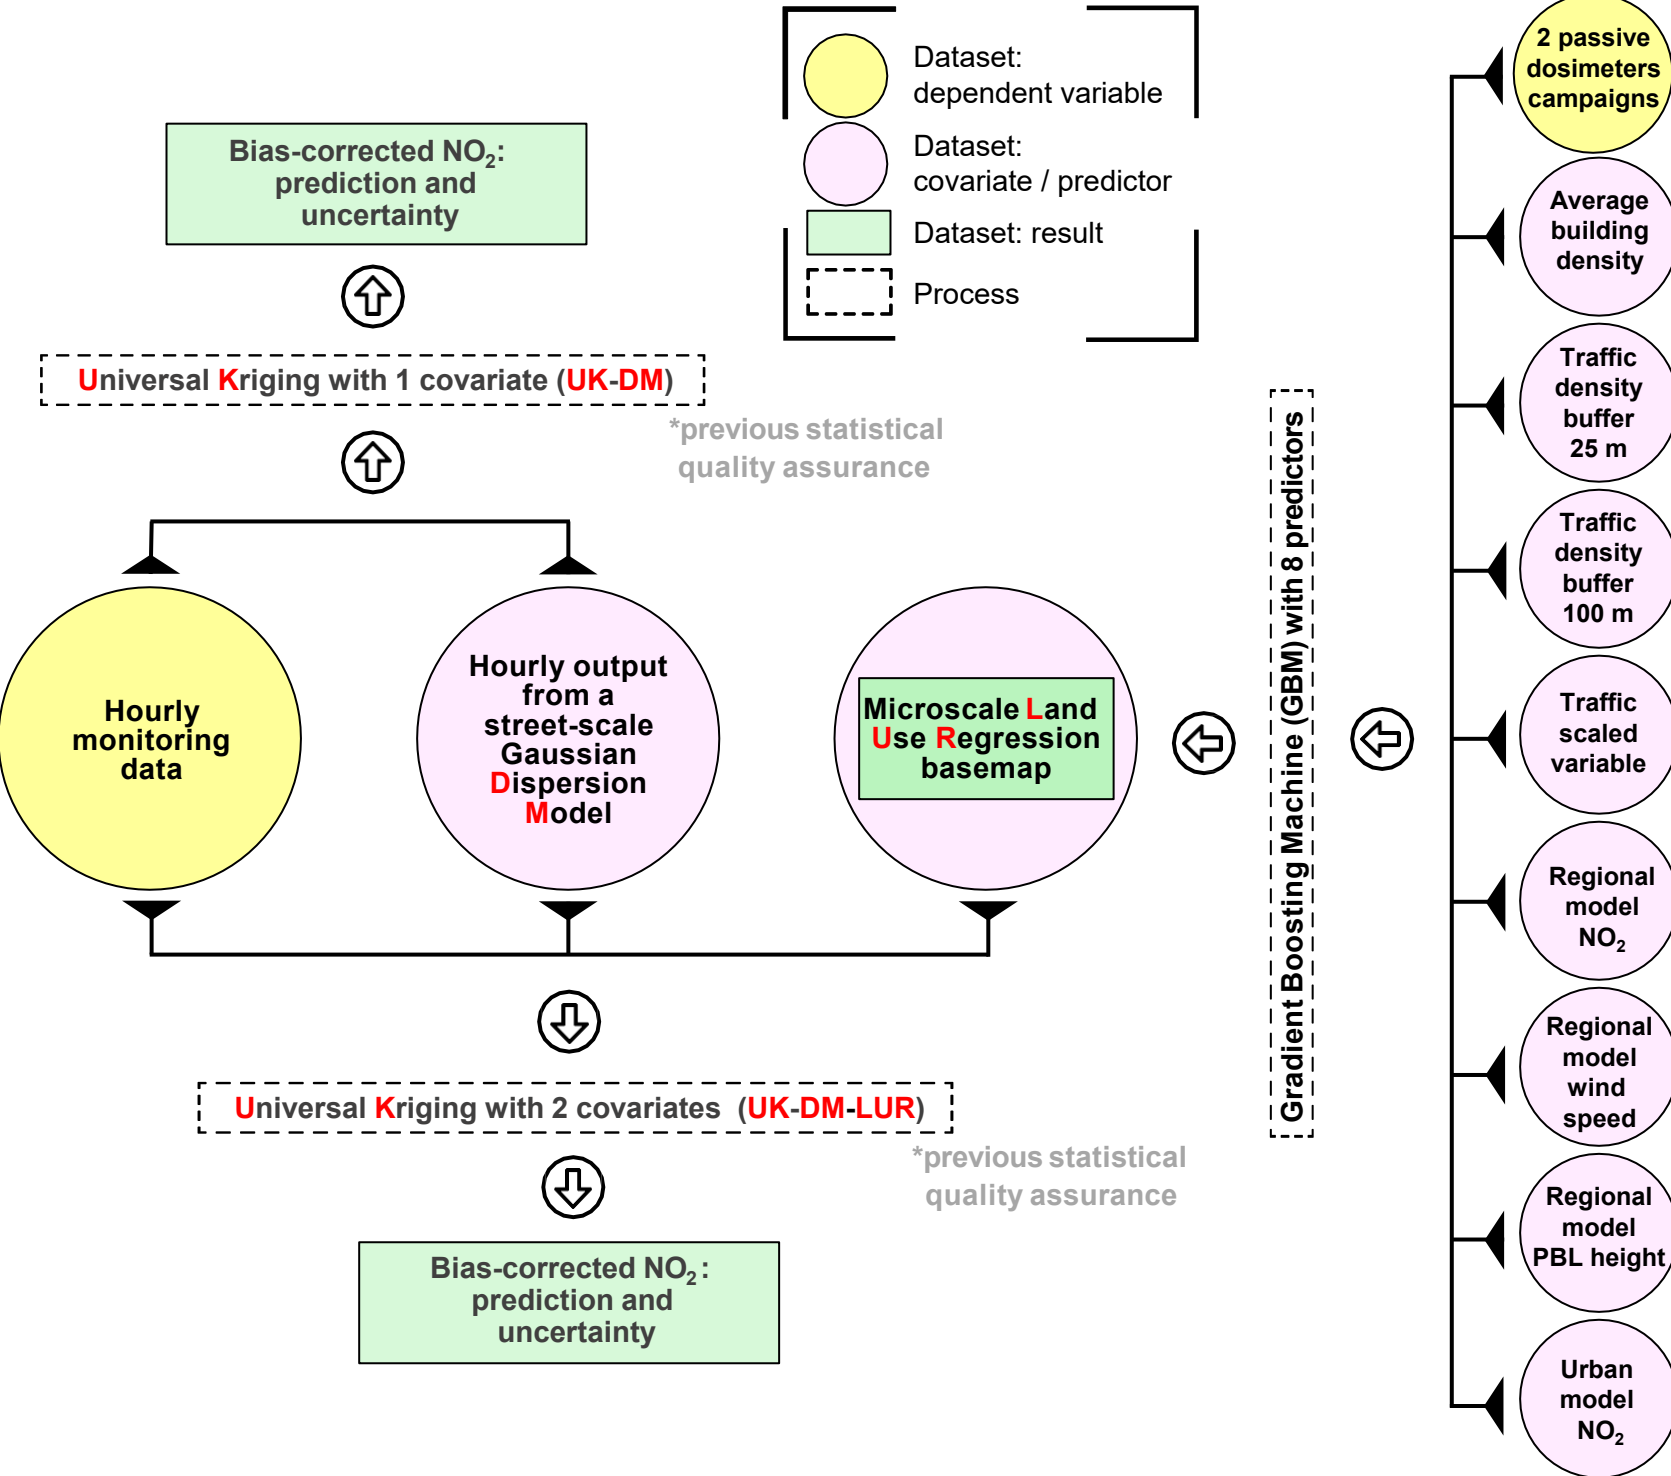 Dataset:
dependent variable
Dataset:
covariate / predictor
Dataset: result
Process
Bias-corrected NO₂:
prediction and
uncertainty
Universal Kriging with 1 covariate (UK-DM)
*previous statistical
quality assurance
Hourly
monitoring
data
Hourly output
from a
street-scale
Gaussian
Dispersion
Model
Microscale Land
Use Regression
basemap
Universal Kriging with 2 covariates (UK-DM-LUR)
*previous statistical
quality assurance
Bias-corrected NO₂:
prediction and
uncertainty
Gradient Boosting Machine (GBM) with 8 predictors
2 passive
dosimeters
campaigns
Average
building
density
Traffic
density
buffer
25 m
Traffic
density
buffer
100 m
Traffic
scaled
variable
Regional
model
NO₂
Regional
model
wind
speed
Regional
model
PBL height
Urban
model
NO₂